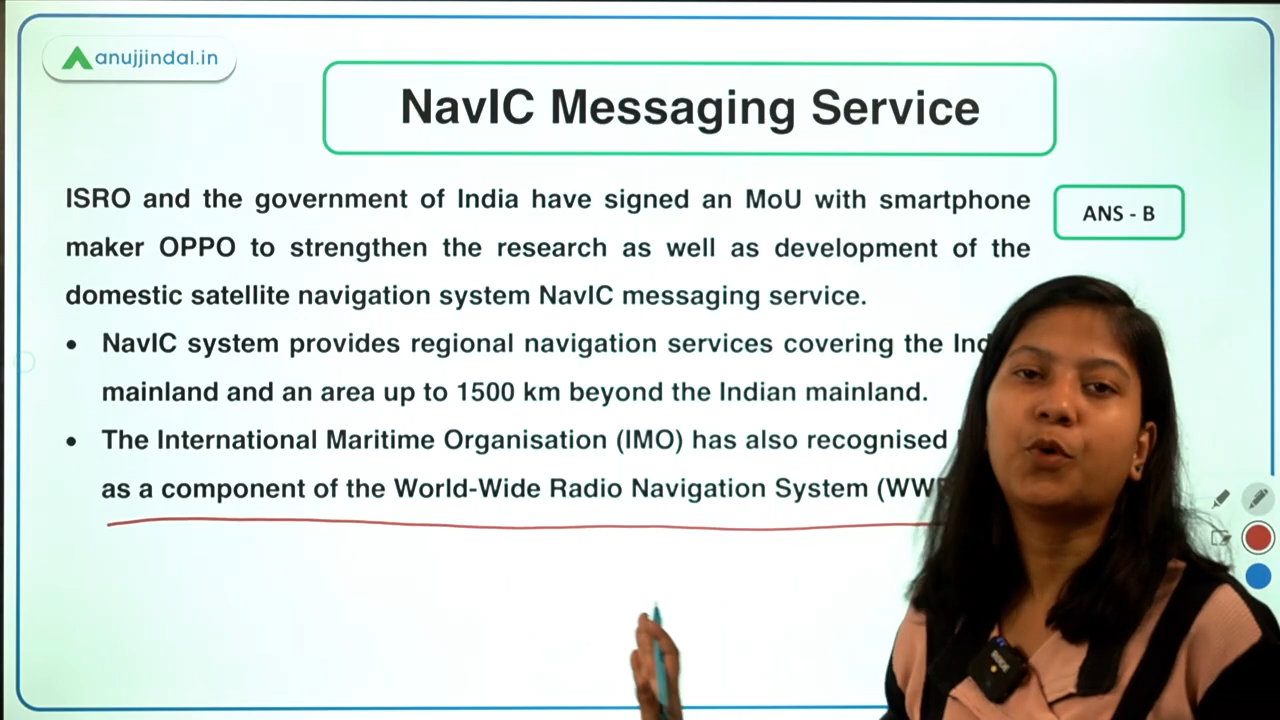 anujjindal.in
NavIC Messaging Service
ISRO and the government of India have signed an MoU with smartphone
ANS - B
maker OPPO to strengthen the research as well as development of the
domestic satellite navigation system NavIC messaging service.
• NavIC system provides regional navigation services covering the
mainland and an area up to 1500 km beyond the Indian mainland.
• The International Maritime Organisation (IMO) has also recognised
as a component of the World-Wide Radio Navigation System